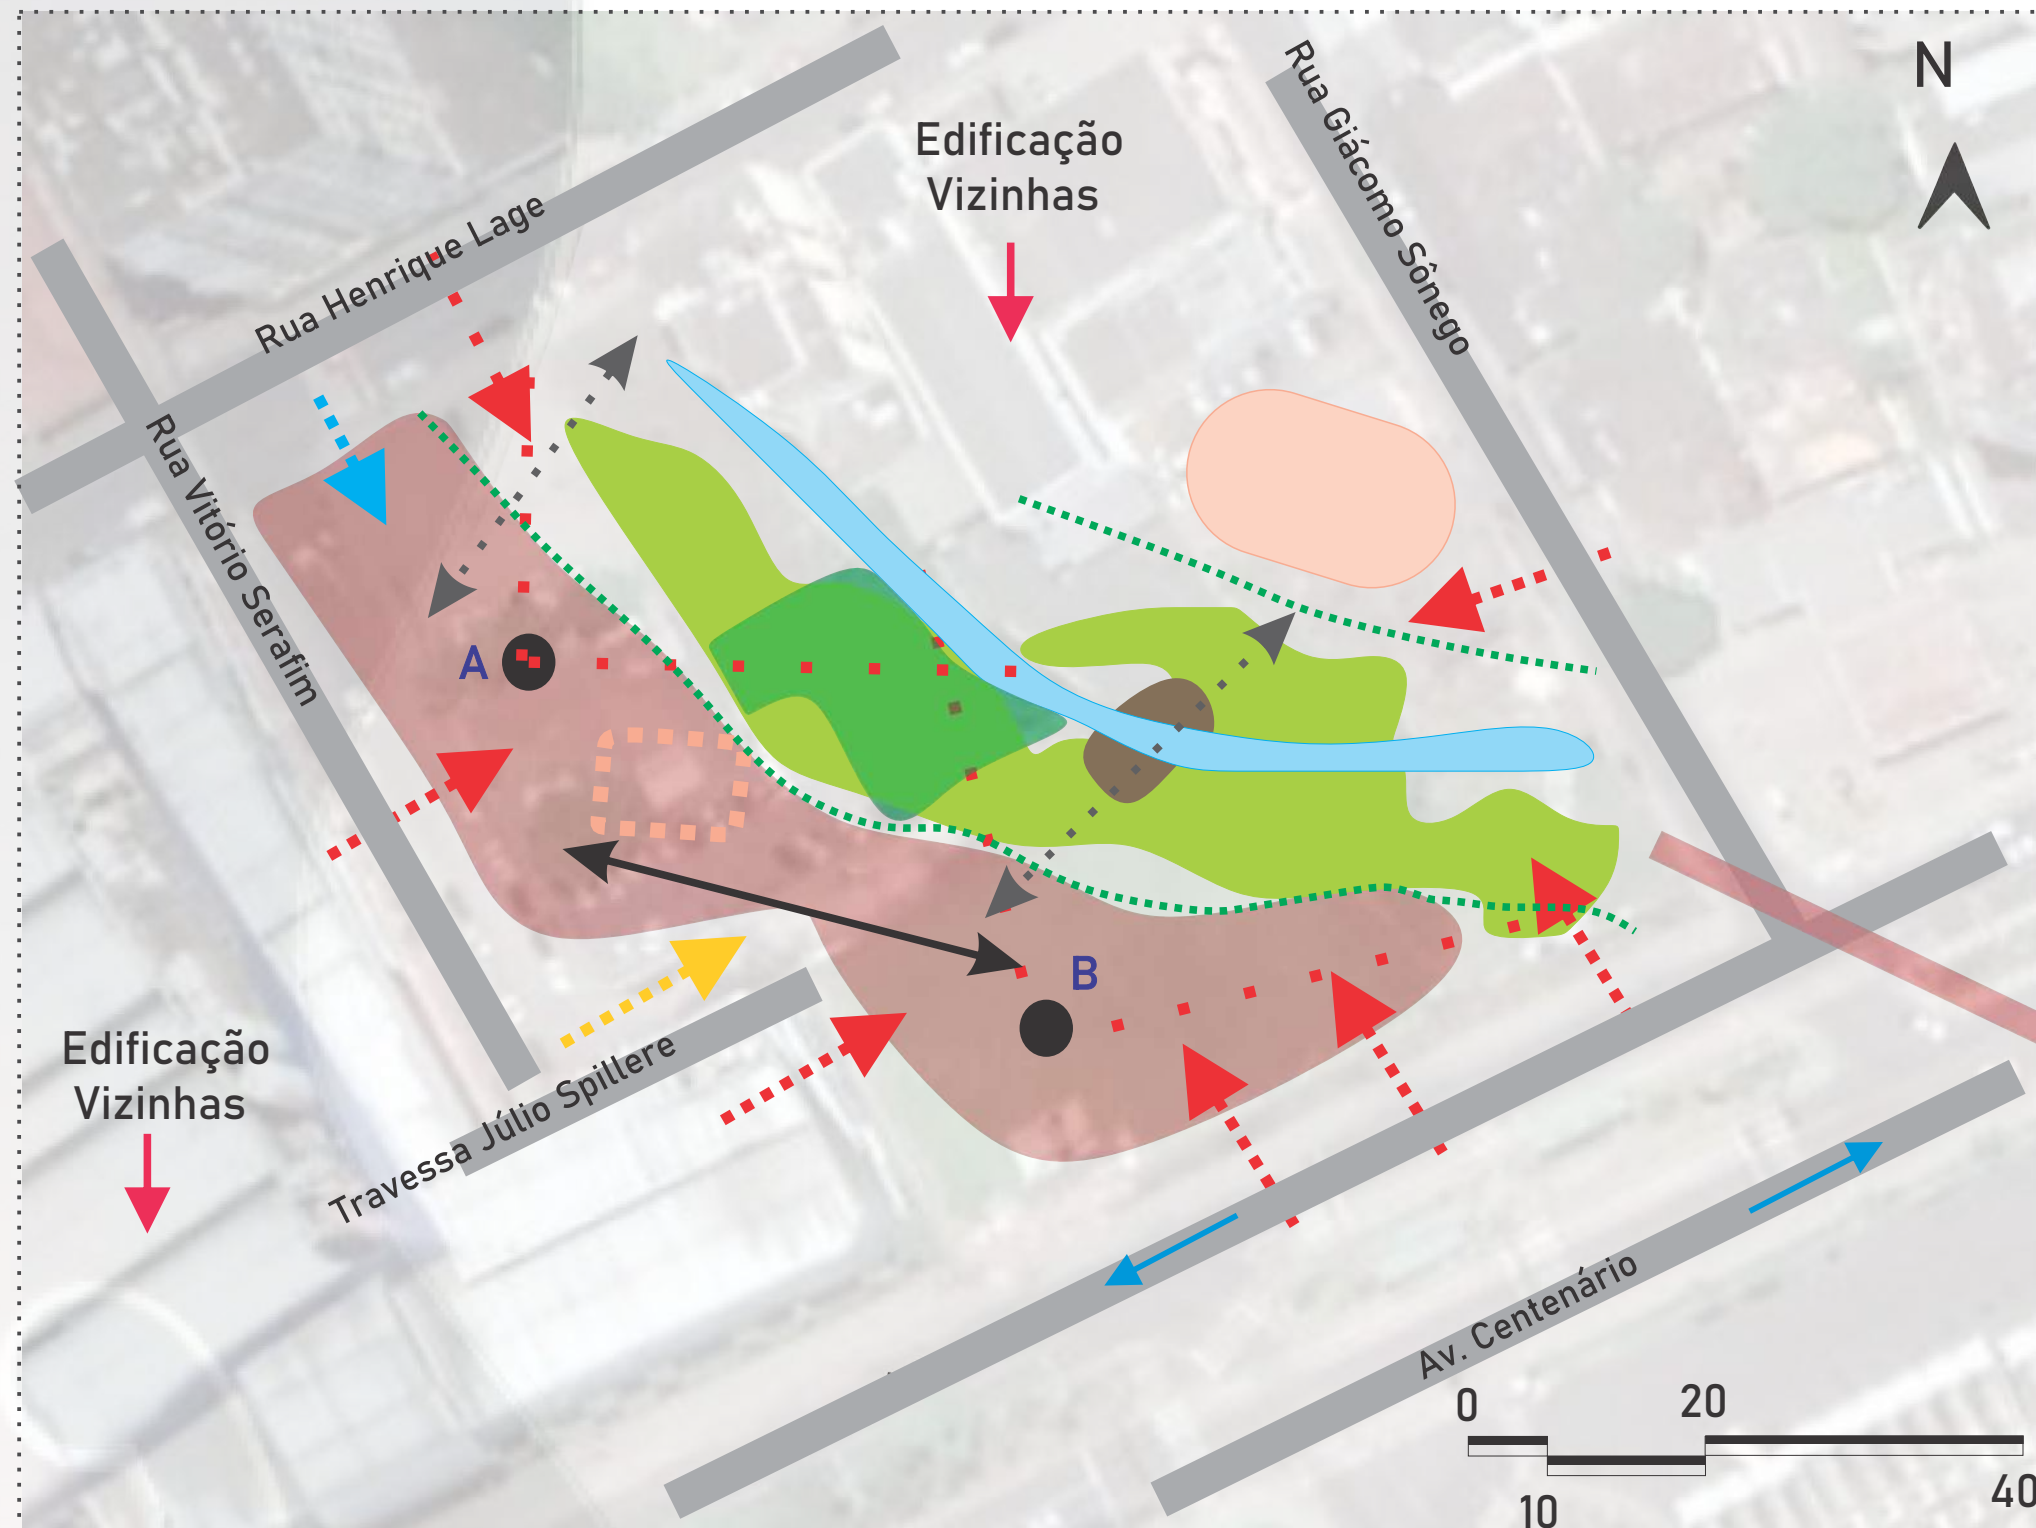 N
Rua Giácomo Sônego
Edificação
Vizinhas
Rua Henrique Lage
Rua Vitório Serafim
A
B
Edificação
Vizinhas
Travessa Júlio Spillere
Av. Centenário
0
20
10
40